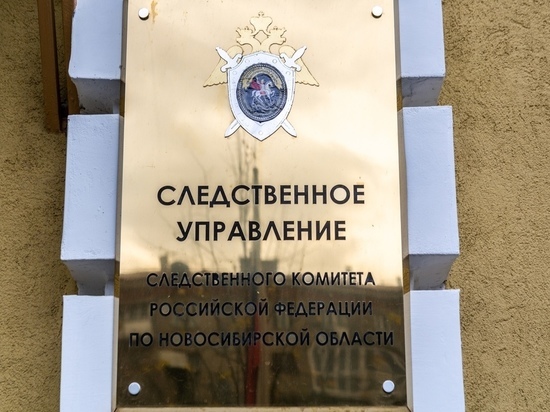 СЛЕДСТВЕННОЕ
УПРАВЛЕНИЕ
СЛЕДСТВЕННОГО КОМИТЕТА
РОССИЙСКОЙ ФЕДЕРАЦИИ
ПО НОВОСИБИРСКОЙ ОБЛАСТИ